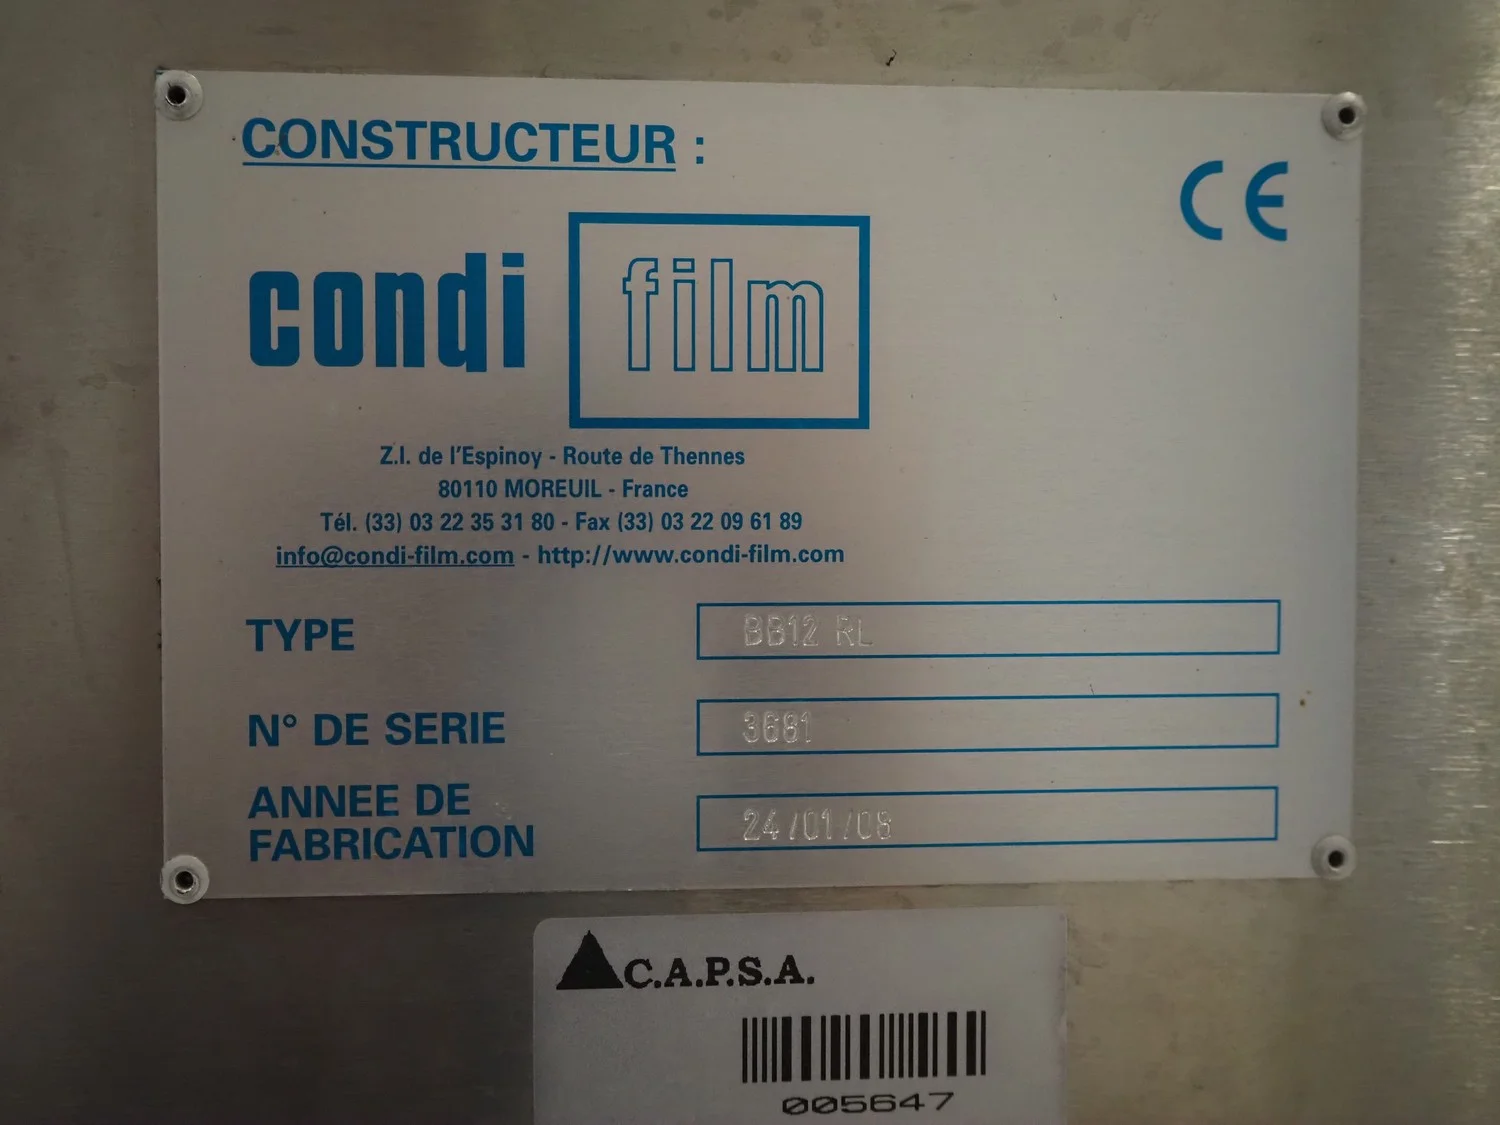 CONSTRUCTEUR :
CE
condi film
Z.I. de l'Espinoy - Route de Thennes
80110 MOREUIL - France
Tél. (33) 03 22 35 31 80 - Fax (33) 03 22 09 61 89
info@condi-film.com - http://www.condi-film.com
TYPE BB12 RL
N° DE SERIE 3681
ANNEE DE
FABRICATION 24/01/08
C.A.P.S.A.
005647